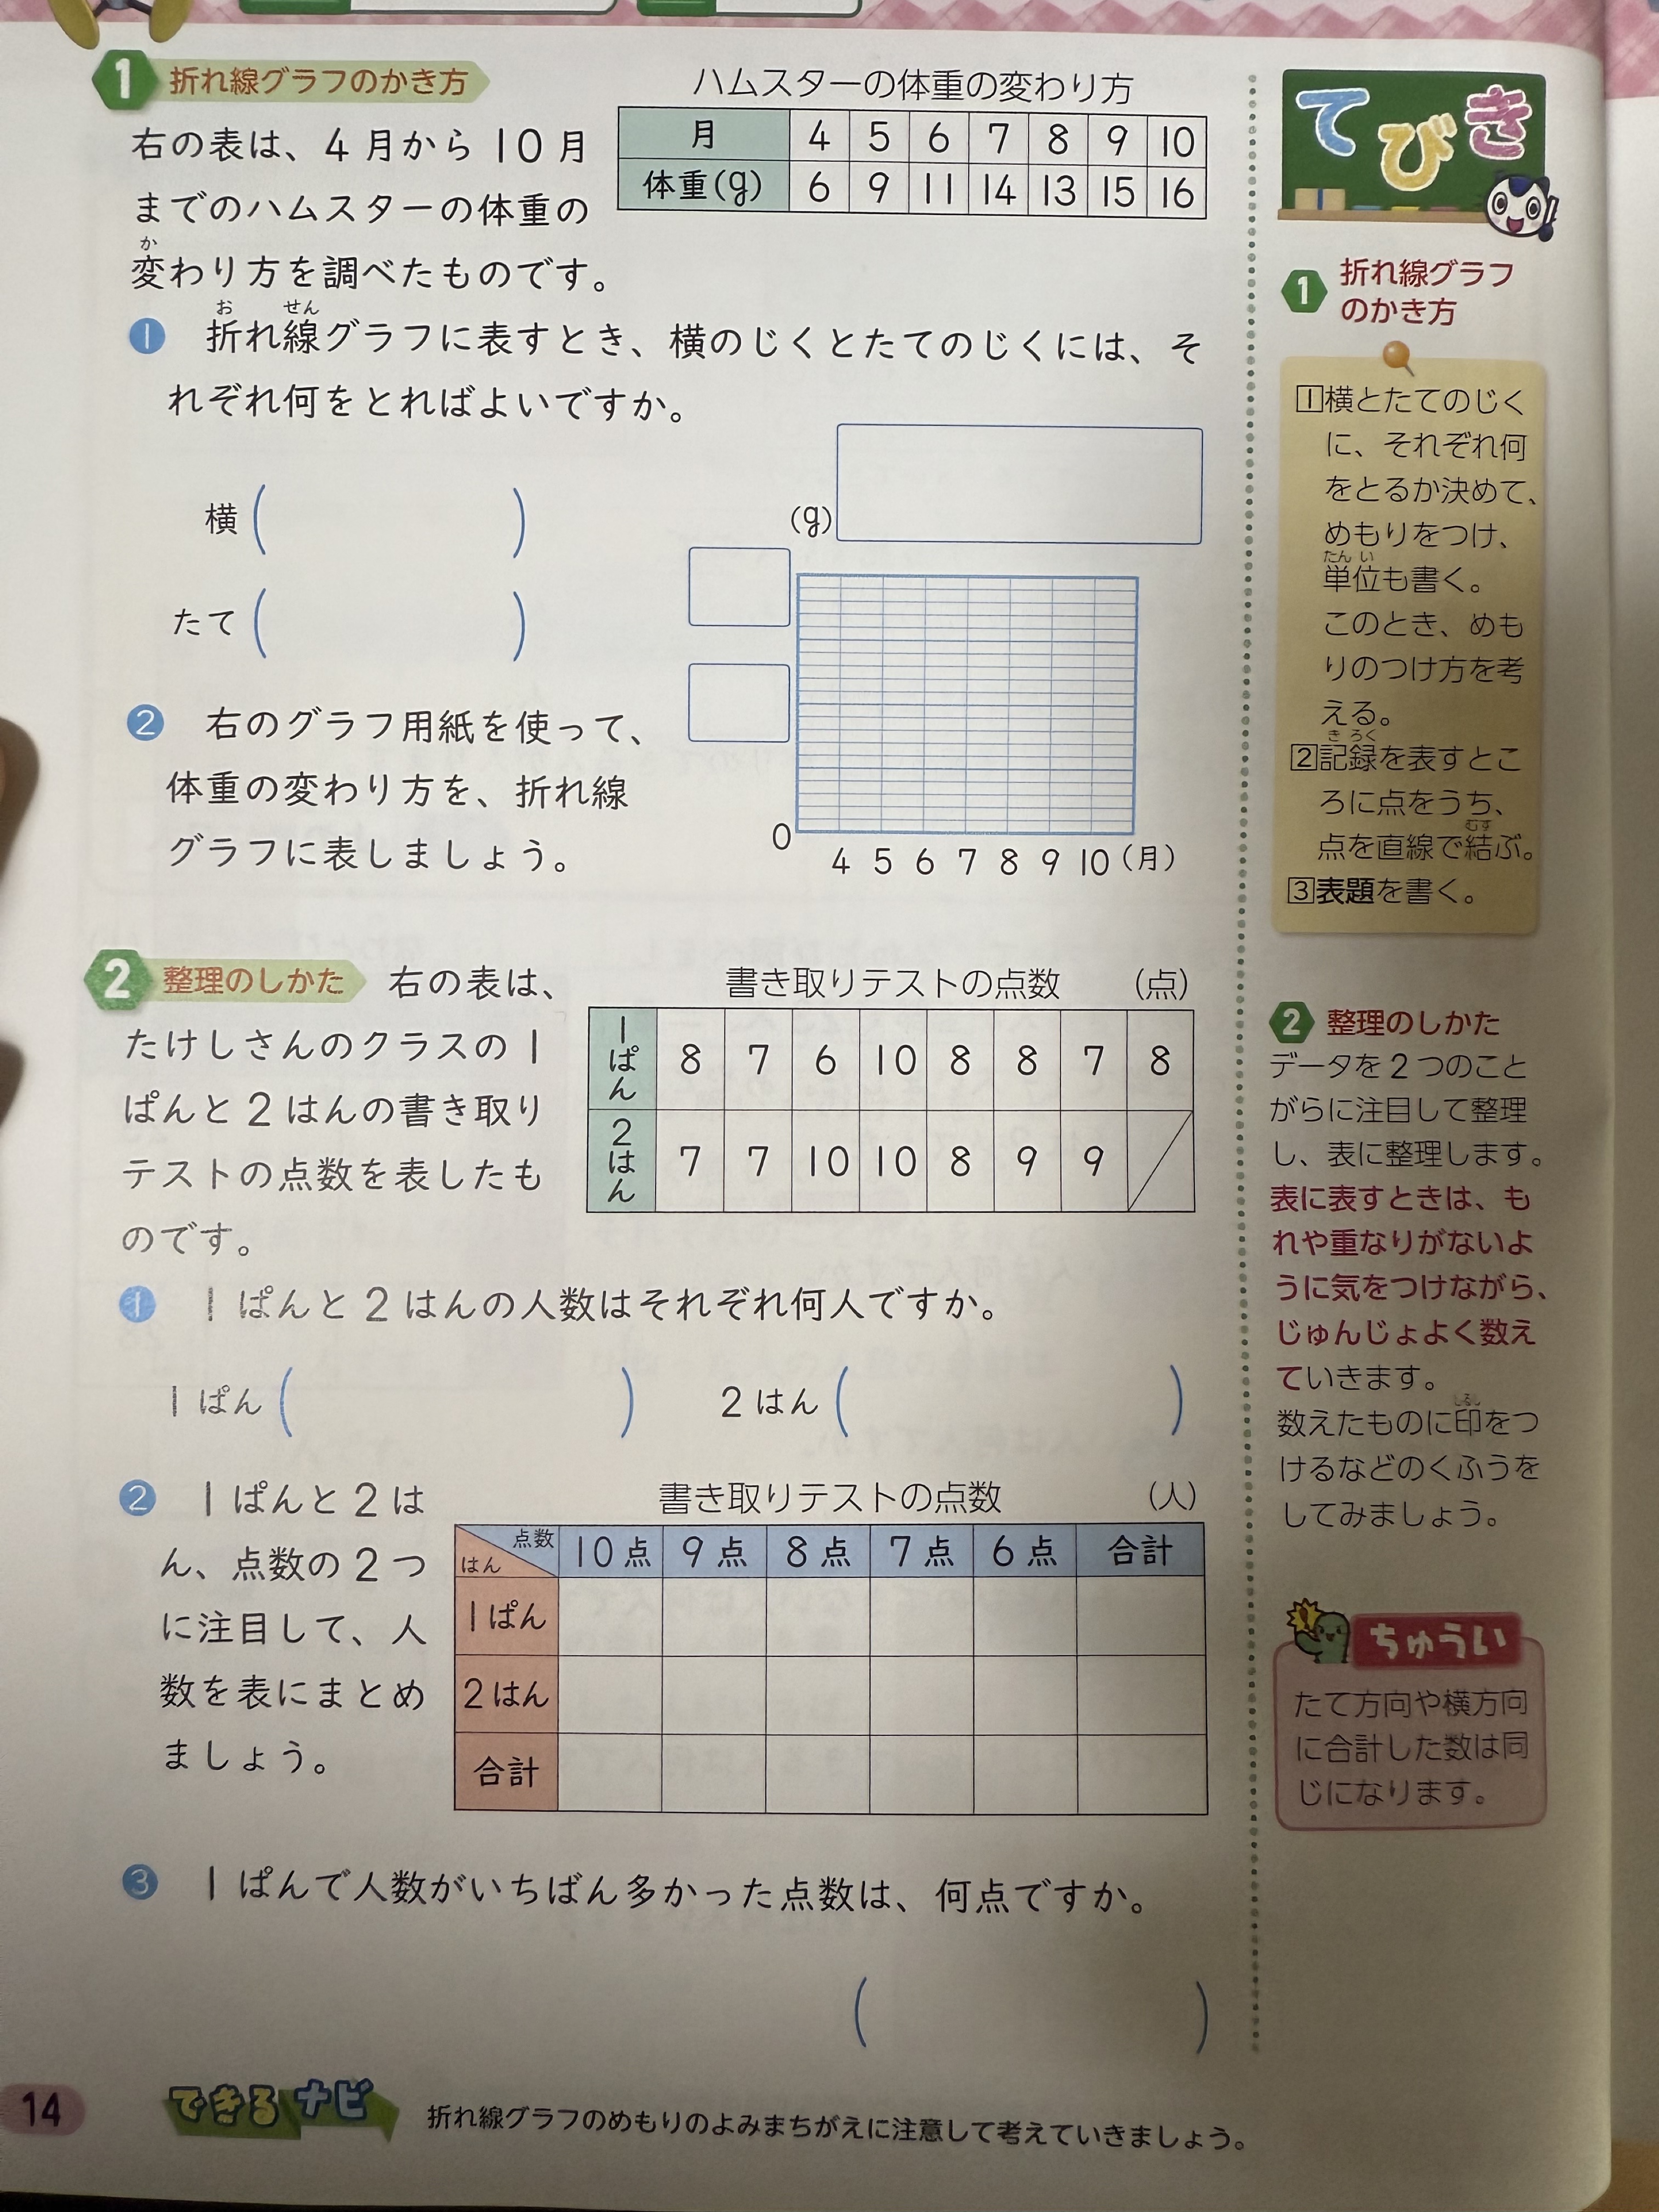 1 折れ線グラフのかき方
右の表は、4月から10月
までのハムスターの体重の
変わり方を調べたものです。
か
ハムスターの体重の変わり方
月 4 5 6 7 8 9 10
体重(g) 6 9 11 14 13 15 16
お せん
1 折れ線グラフに表すとき、横のじくとたてのじくには、そ
れぞれ何をとればよいですか。
横( )
たて( )
2 右のグラフ用紙を使って、
体重の変わり方を、折れ線
グラフに表しましょう。
(g)
0
4 5 6 7 8 9 10(月)
2 整理のしかた 右の表は、
たけしさんのクラスの1
ぱんと2はんの書き取り
テストの点数を表したも
のです。
書き取りテストの点数 (点)
1ぱん 8 7 6 10 8 8 7 8
2はん 7 7 10 10 8 9 9
1 1ぱんと2はんの人数はそれぞれ何人ですか。
1ぱん( ) 2はん( )
2 1ぱんと2は
ん、点数の2つ
に注目して、人
数を表にまとめ
ましょう。
書き取りテストの点数 (人)
点数 はん 10点 9点 8点 7点 6点 合計
1ぱん
2はん
合計
3 1ぱんで人数がいちばん多かった点数は、何点ですか。
( )
14 できるナビ 折れ線グラフのめもりのよみまちがえに注意して考えていきましょう。
てびき
1 折れ線グラフ
のかき方
1横とたてのじく
に、それぞれ何
をとるか決めて、
めもりをつけ、
たん い
単位も書く。
このとき、めも
りのつけ方を考
える。
き ろく
2記録を表すとこ
ろに点をうち、
むす
点を直線で結ぶ。
3表題を書く。
2 整理のしかた
データを2つのこと
がらに注目して整理
し、表に整理します。
表に表すときは、も
れや重なりがないよ
うに気をつけながら、
じゅんじょよく数え
ていきます。
しるし
数えたものに印をつ
けるなどのくふうを
してみましょう。
ちゅうい
たて方向や横方向
に合計した数は同
じになります。